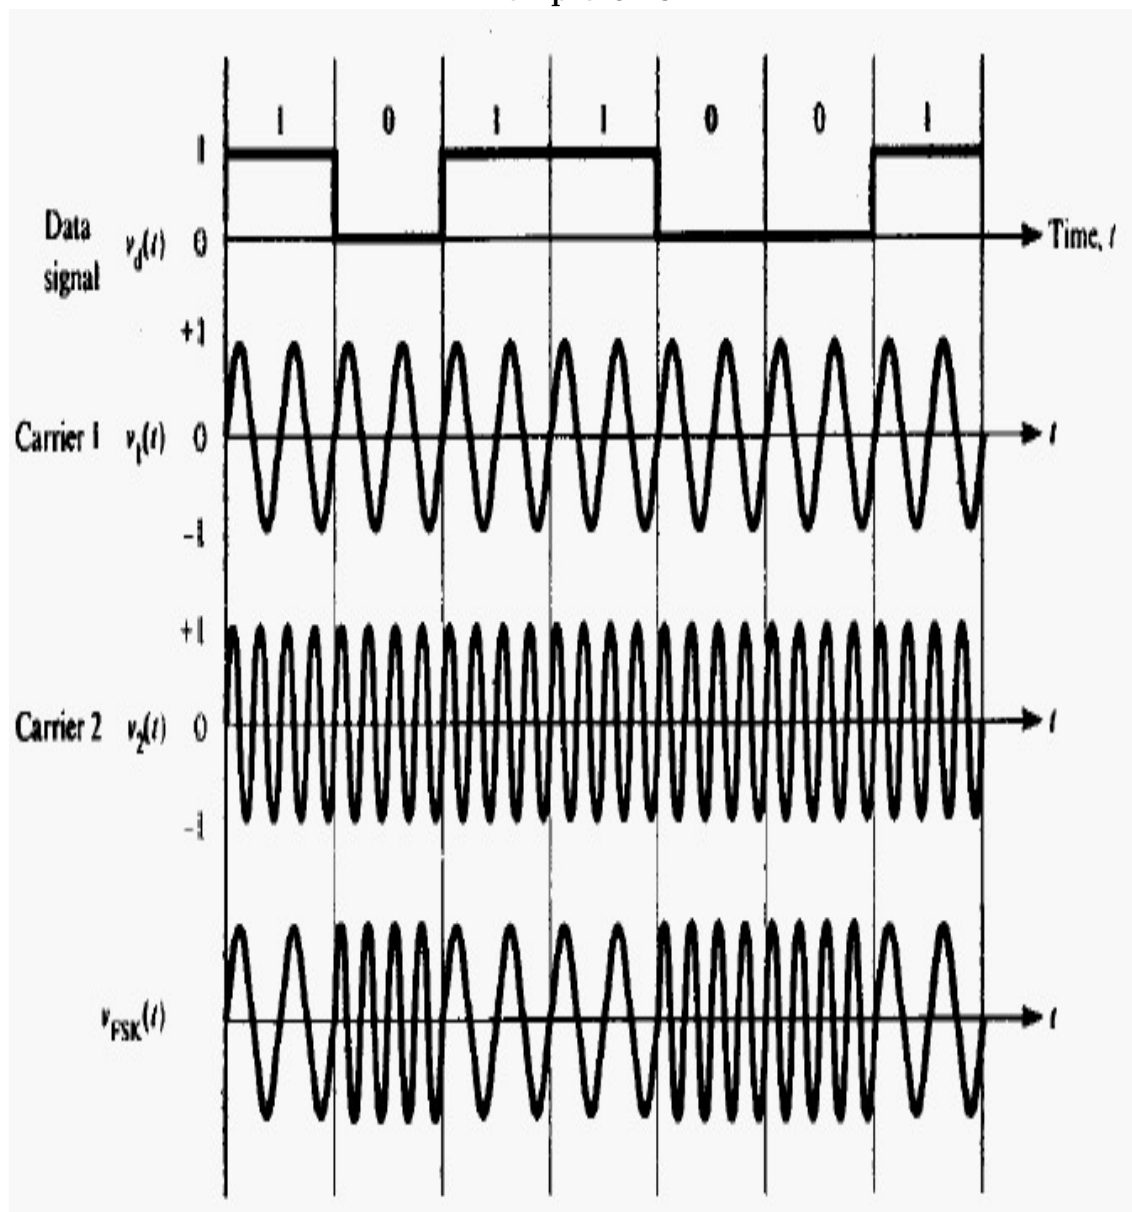 1 0 1 1 0 0 1
1
Data
signal
v_d(t) 0
Time, t
+1
Carrier 1 v_1(t) 0
t
-1
+1
Carrier 2 v_2(t) 0
t
-1
v_FSK(t)
t